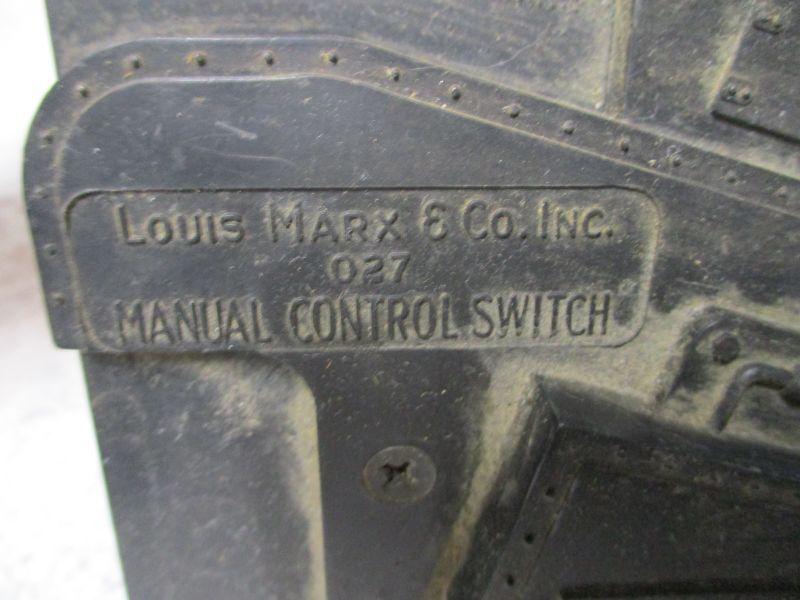 Louis Marx & Co. Inc.
027
MANUAL CONTROL SWITCH